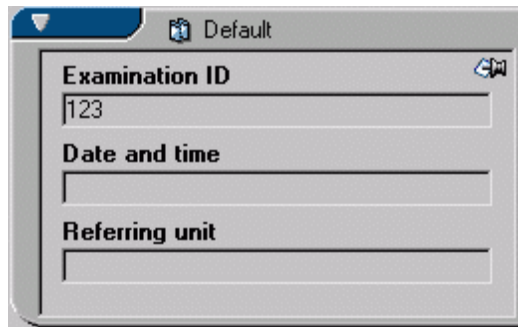 Default
Examination ID
123
Date and time
Referring unit